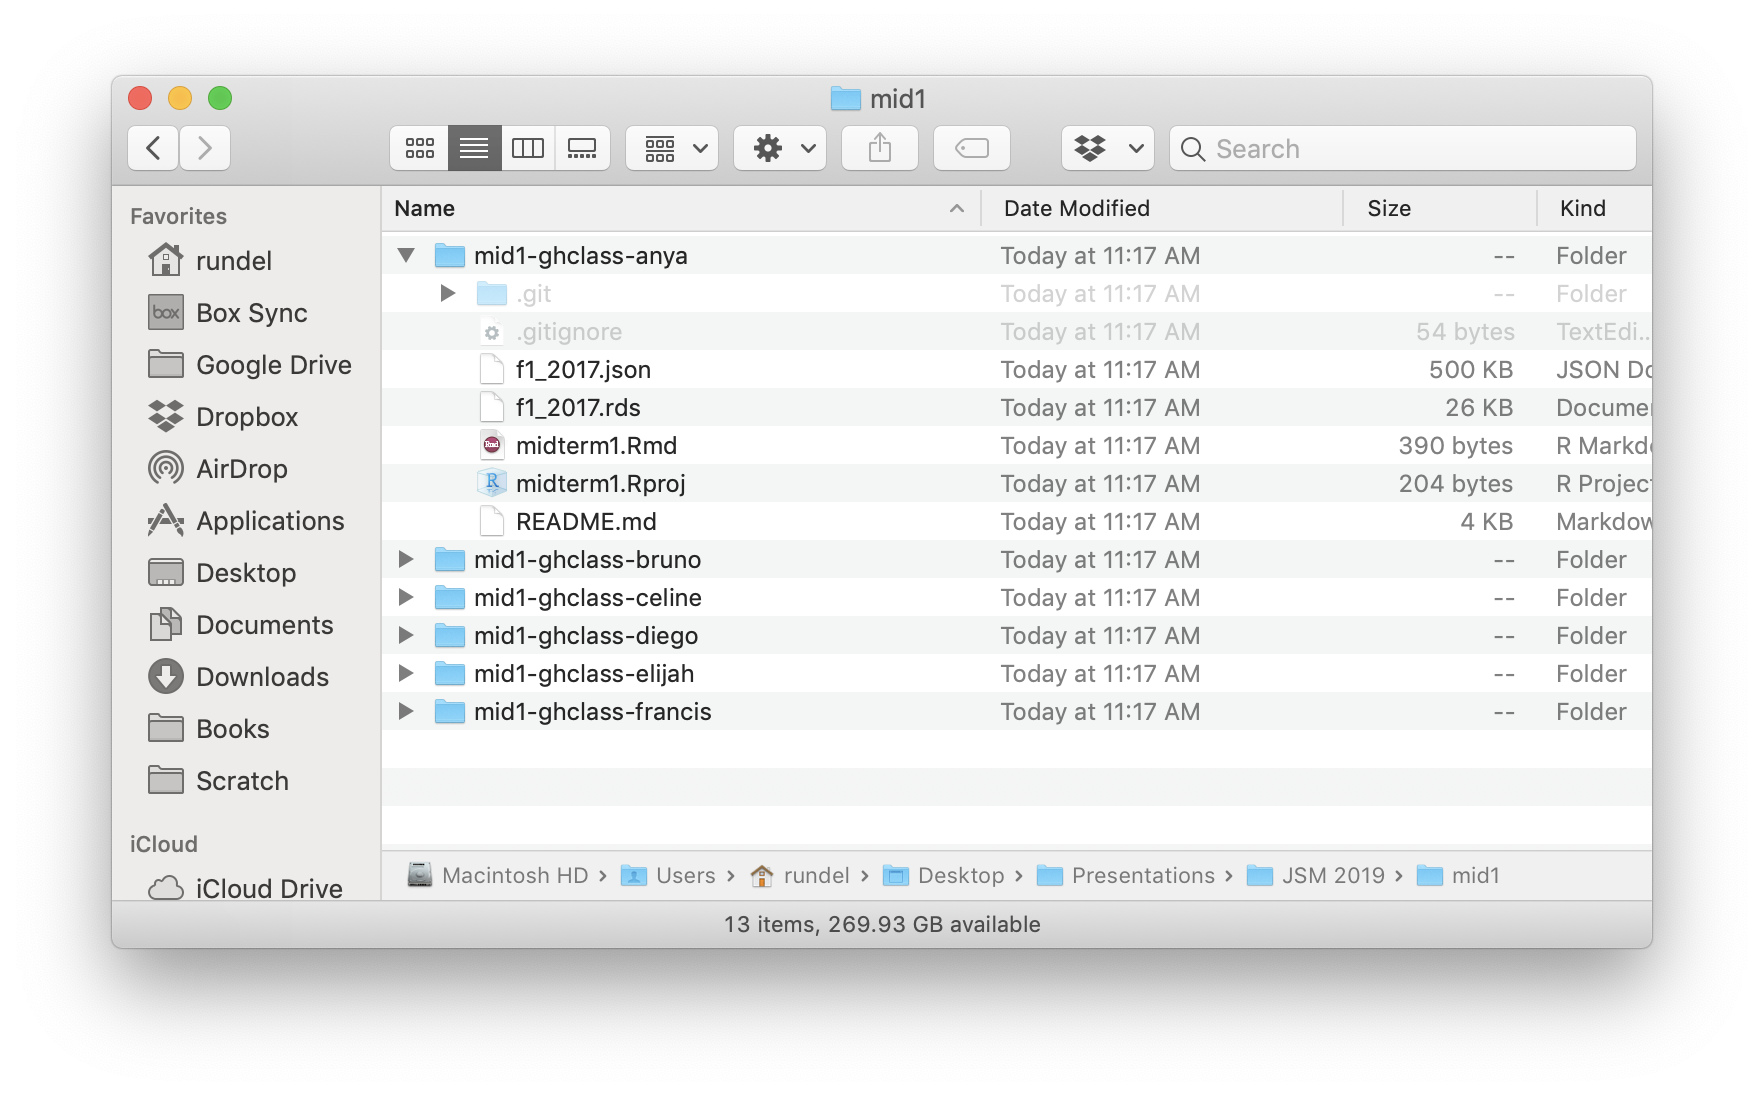 mid1
Search
Favorites
rundel
box
Box Sync
Google Drive
Dropbox
AirDrop
Applications
Desktop
Documents
Downloads
Books
Scratch
iCloud
iCloud Drive
Name Date Modified Size Kind
mid1-ghclass-anya Today at 11:17 AM -- Folder
.git Today at 11:17 AM -- Folder
.gitignore Today at 11:17 AM 54 bytes TextEdi...
f1_2017.json Today at 11:17 AM 500 KB JSON Do
f1_2017.rds Today at 11:17 AM 26 KB Documen
Rmd midterm1.Rmd Today at 11:17 AM 390 bytes R Markdo
R midterm1.Rproj Today at 11:17 AM 204 bytes R Project
README.md Today at 11:17 AM 4 KB Markdow
mid1-ghclass-bruno Today at 11:17 AM -- Folder
mid1-ghclass-celine Today at 11:17 AM -- Folder
mid1-ghclass-diego Today at 11:17 AM -- Folder
mid1-ghclass-elijah Today at 11:17 AM -- Folder
mid1-ghclass-francis Today at 11:17 AM -- Folder
Macintosh HD › Users › rundel › Desktop › Presentations › JSM 2019 › mid1
13 items, 269.93 GB available